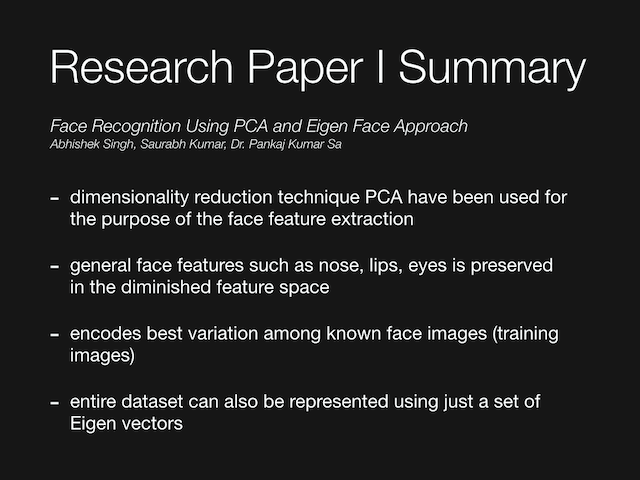 Research Paper I Summary
Face Recognition Using PCA and Eigen Face Approach
Abhishek Singh, Saurabh Kumar, Dr. Pankaj Kumar Sa
- dimensionality reduction technique PCA have been used for
the purpose of the face feature extraction
- general face features such as nose, lips, eyes is preserved
in the diminished feature space
- encodes best variation among known face images (training
images)
- entire dataset can also be represented using just a set of
Eigen vectors